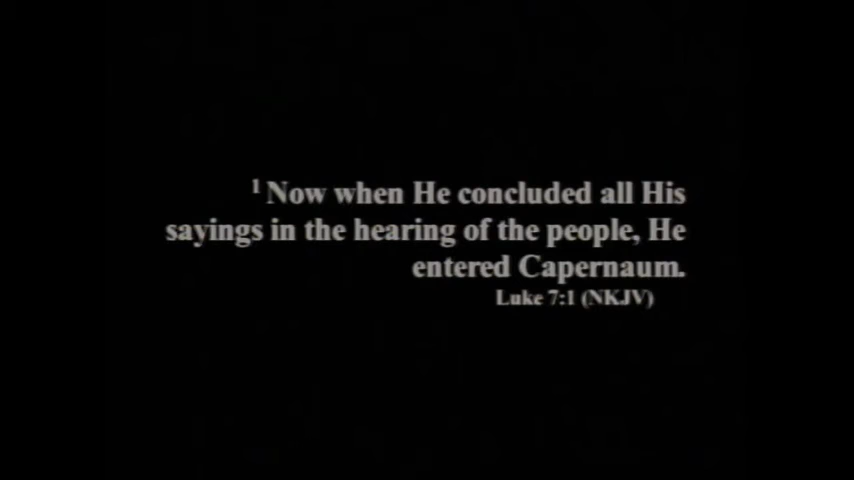 ¹ Now when He concluded all His
sayings in the hearing of the people, He
entered Capernaum.
Luke 7:1 (NKJV)